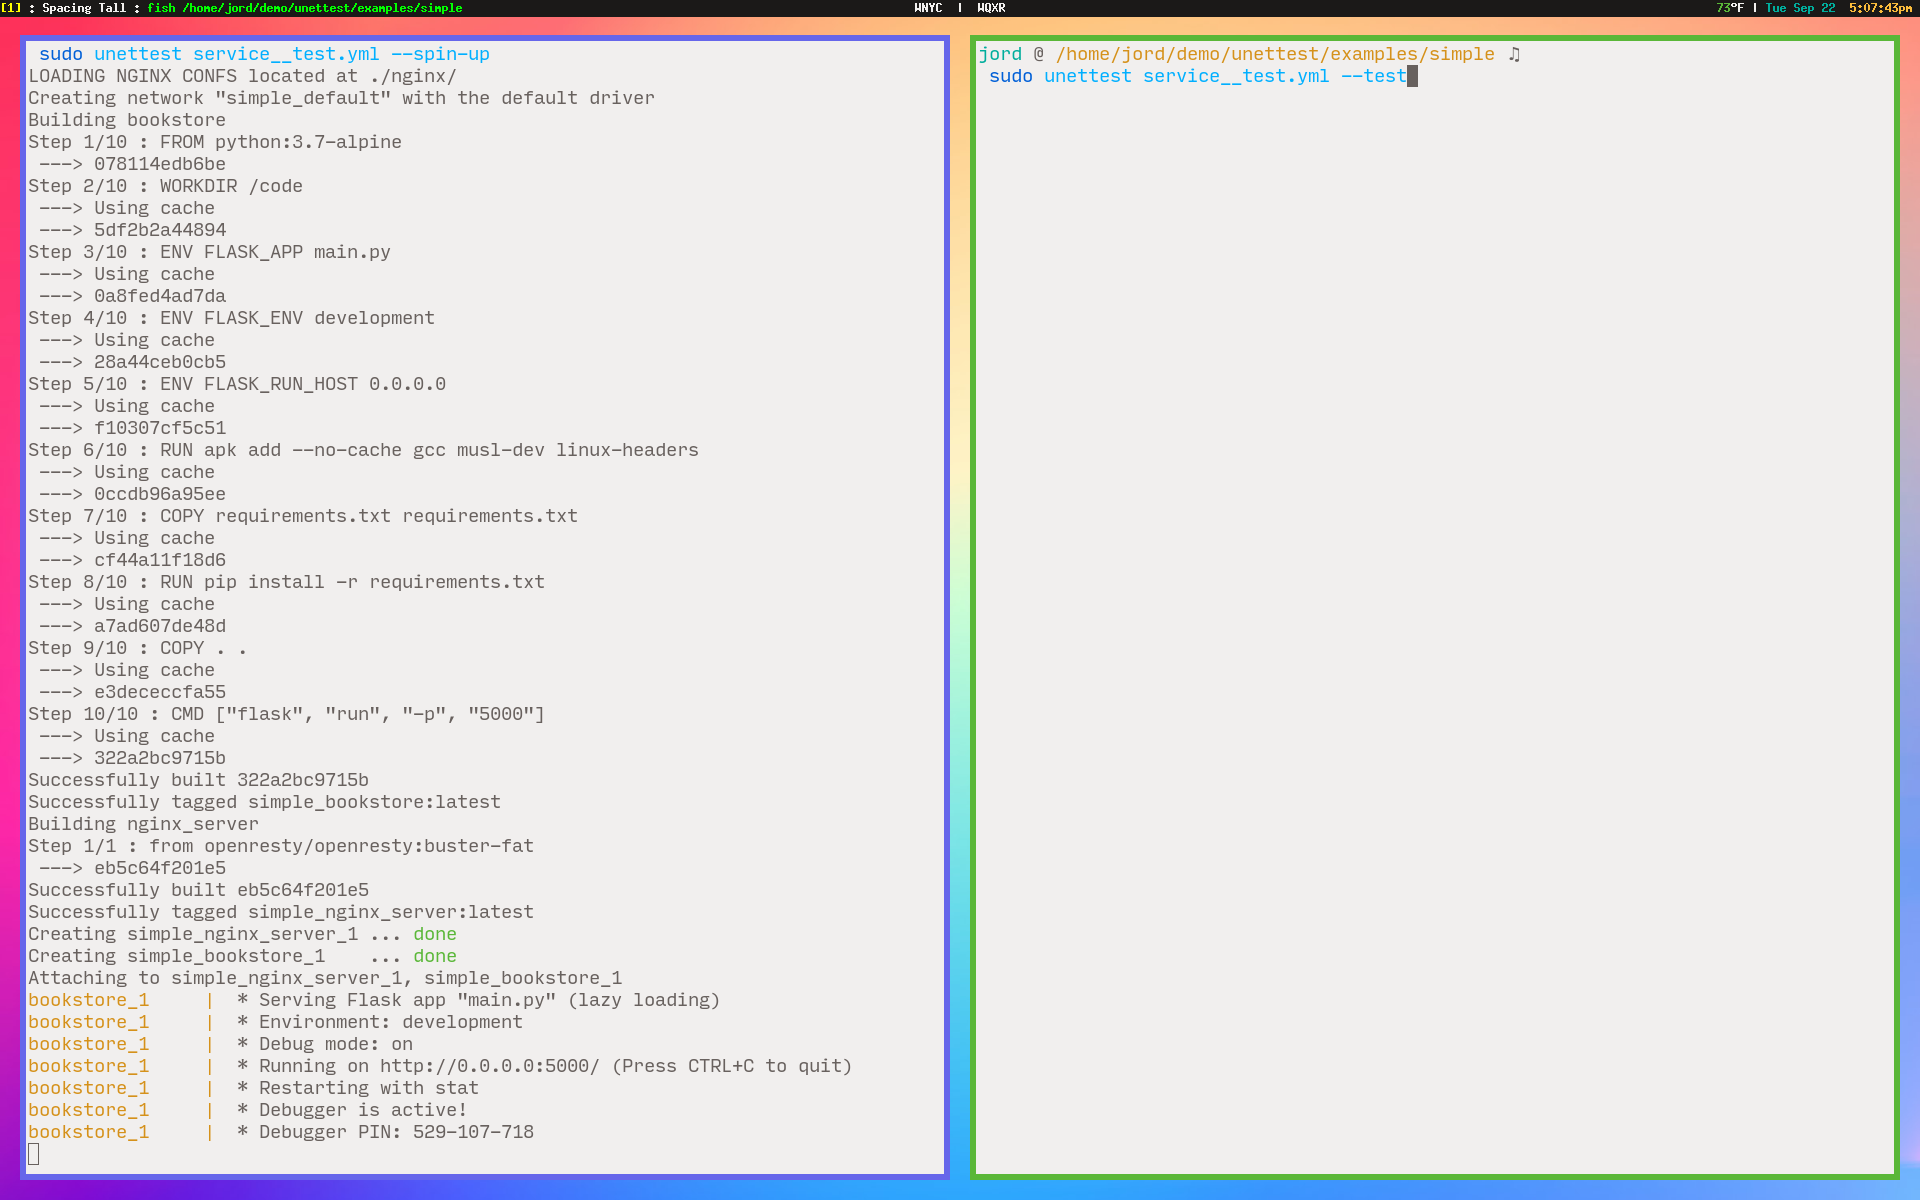 [1] : Spacing Tall : fish /home/jord/demo/unettest/examples/simple
WNYC | WQXR
73°F | Tue Sep 22 5:07:43pm
sudo unettest service__test.yml --spin-up
LOADING NGINX CONFS located at ./nginx/
Creating network "simple_default" with the default driver
Building bookstore
Step 1/10 : FROM python:3.7-alpine
---> 078114edb6be
Step 2/10 : WORKDIR /code
---> Using cache
---> 5df2b2a44894
Step 3/10 : ENV FLASK_APP main.py
---> Using cache
---> 0a8fed4ad7da
Step 4/10 : ENV FLASK_ENV development
---> Using cache
---> 28a44ceb0cb5
Step 5/10 : ENV FLASK_RUN_HOST 0.0.0.0
---> Using cache
---> f10307cf5c51
Step 6/10 : RUN apk add --no-cache gcc musl-dev linux-headers
---> Using cache
---> 0ccdb96a95ee
Step 7/10 : COPY requirements.txt requirements.txt
---> Using cache
---> cf44a11f18d6
Step 8/10 : RUN pip install -r requirements.txt
---> Using cache
---> a7ad607de48d
Step 9/10 : COPY . .
---> Using cache
---> e3dececcfa55
Step 10/10 : CMD ["flask", "run", "-p", "5000"]
---> Using cache
---> 322a2bc9715b
Successfully built 322a2bc9715b
Successfully tagged simple_bookstore:latest
Building nginx_server
Step 1/1 : from openresty/openresty:buster-fat
---> eb5c64f201e5
Successfully built eb5c64f201e5
Successfully tagged simple_nginx_server:latest
Creating simple_nginx_server_1 ... done
Creating simple_bookstore_1    ... done
Attaching to simple_nginx_server_1, simple_bookstore_1
bookstore_1     |  * Serving Flask app "main.py" (lazy loading)
bookstore_1     |  * Environment: development
bookstore_1     |  * Debug mode: on
bookstore_1     |  * Running on http://0.0.0.0:5000/ (Press CTRL+C to quit)
bookstore_1     |  * Restarting with stat
bookstore_1     |  * Debugger is active!
bookstore_1     |  * Debugger PIN: 529-107-718
jord @ /home/jord/demo/unettest/examples/simple ♫
sudo unettest service__test.yml --test